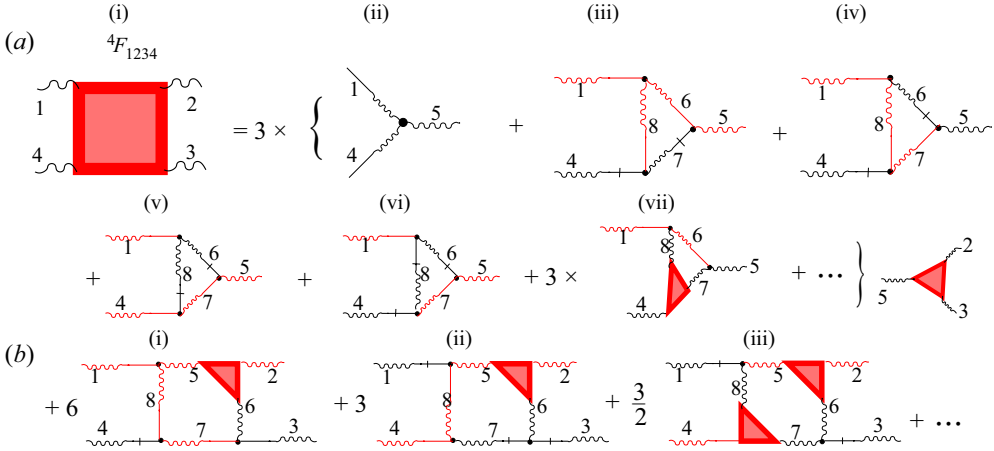 (i) (ii) (iii) (iv)
(a) ⁴F₁₂₃₄
1 2 1 5 1 6 8 5 1 6 8 5
= 3 × { + +
4 3 4 4 7 4 7
(v) (vi) (vii)
1 6 8 5 1 6 8 5 1 6 8 5 2
+ + + 3 × + ... }
4 7 4 7 4 7 5 3
(b) (i) (ii) (iii)
1 5 2 1 5 2 1 5 2
+ 6 8 6 + 3 8 6 + 3/2 8 6
4 7 3 4 7 3 4 7 3 + ...